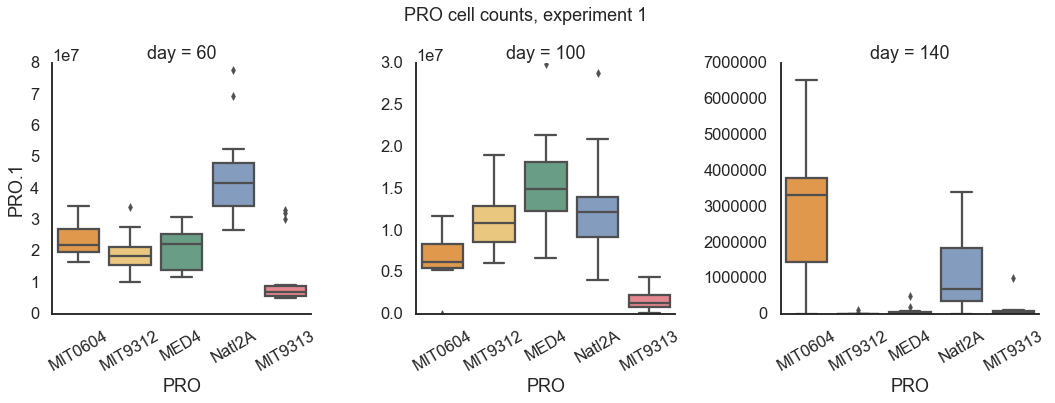 PRO cell counts, experiment 1
1e7
day = 60
8
7
6
5
4
3
2
1
0
PRO.1
MIT0604
MIT9312
MED4
Natl2A
MIT9313
PRO
1e7
day = 100
3.0
2.5
2.0
1.5
1.0
0.5
0.0
MIT0604
MIT9312
MED4
Natl2A
MIT9313
PRO
day = 140
7000000
6000000
5000000
4000000
3000000
2000000
1000000
0
MIT0604
MIT9312
MED4
Natl2A
MIT9313
PRO